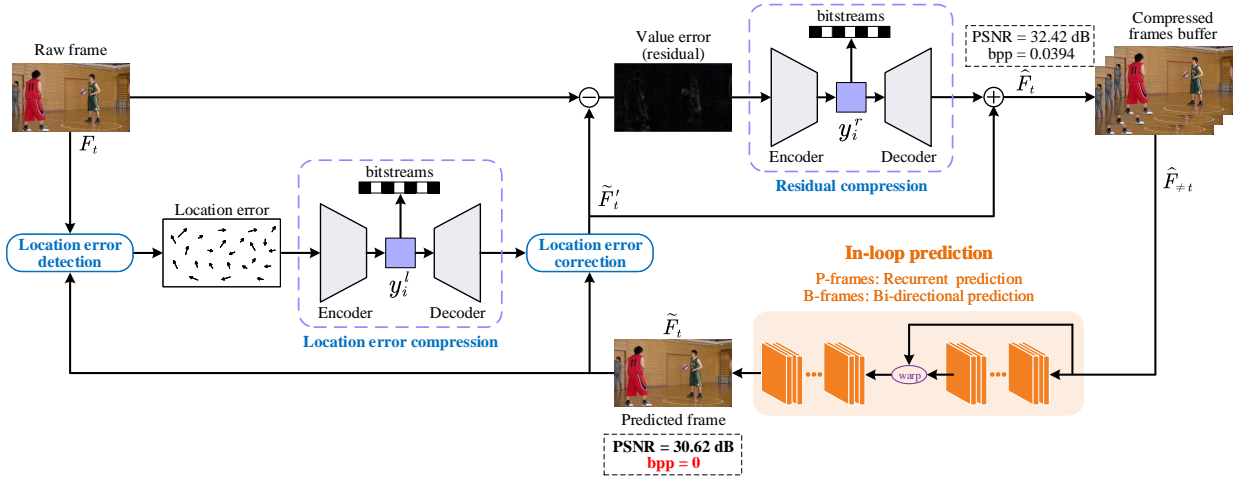 Raw frame
F_t
Location error
detection
Location error
bitstreams
y_i^l
Encoder
Decoder
Location error compression
Location error
correction
F̃'_t
Value error
(residual)
bitstreams
y_i^r
Encoder
Decoder
Residual compression
PSNR = 32.42 dB
bpp = 0.0394
F̂_t
Compressed
frames buffer
F̂_{≠t}
In-loop prediction
P-frames: Recurrent prediction
B-frames: Bi-directional prediction
warp
F̃_t
Predicted frame
PSNR = 30.62 dB
bpp = 0